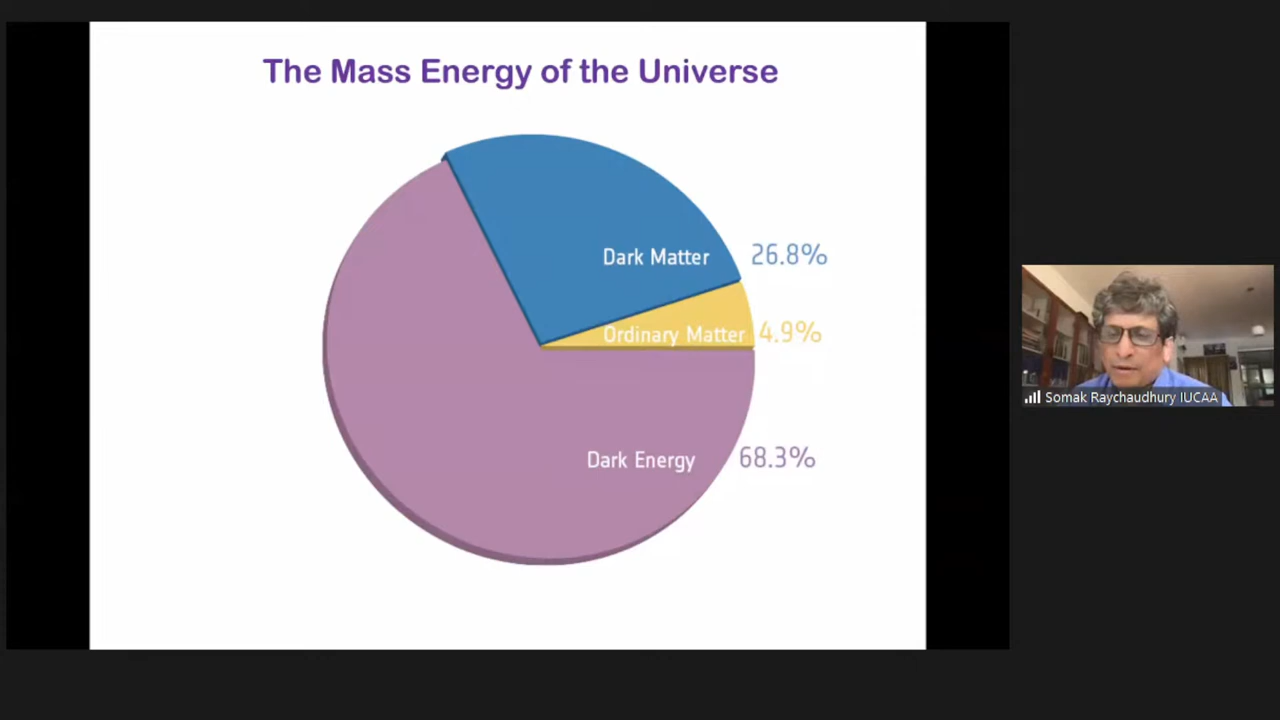 The Mass Energy of the Universe
Dark Matter 26.8%
Ordinary Matter 4.9%
Dark Energy 68.3%
Somak Raychaudhury IUCAA